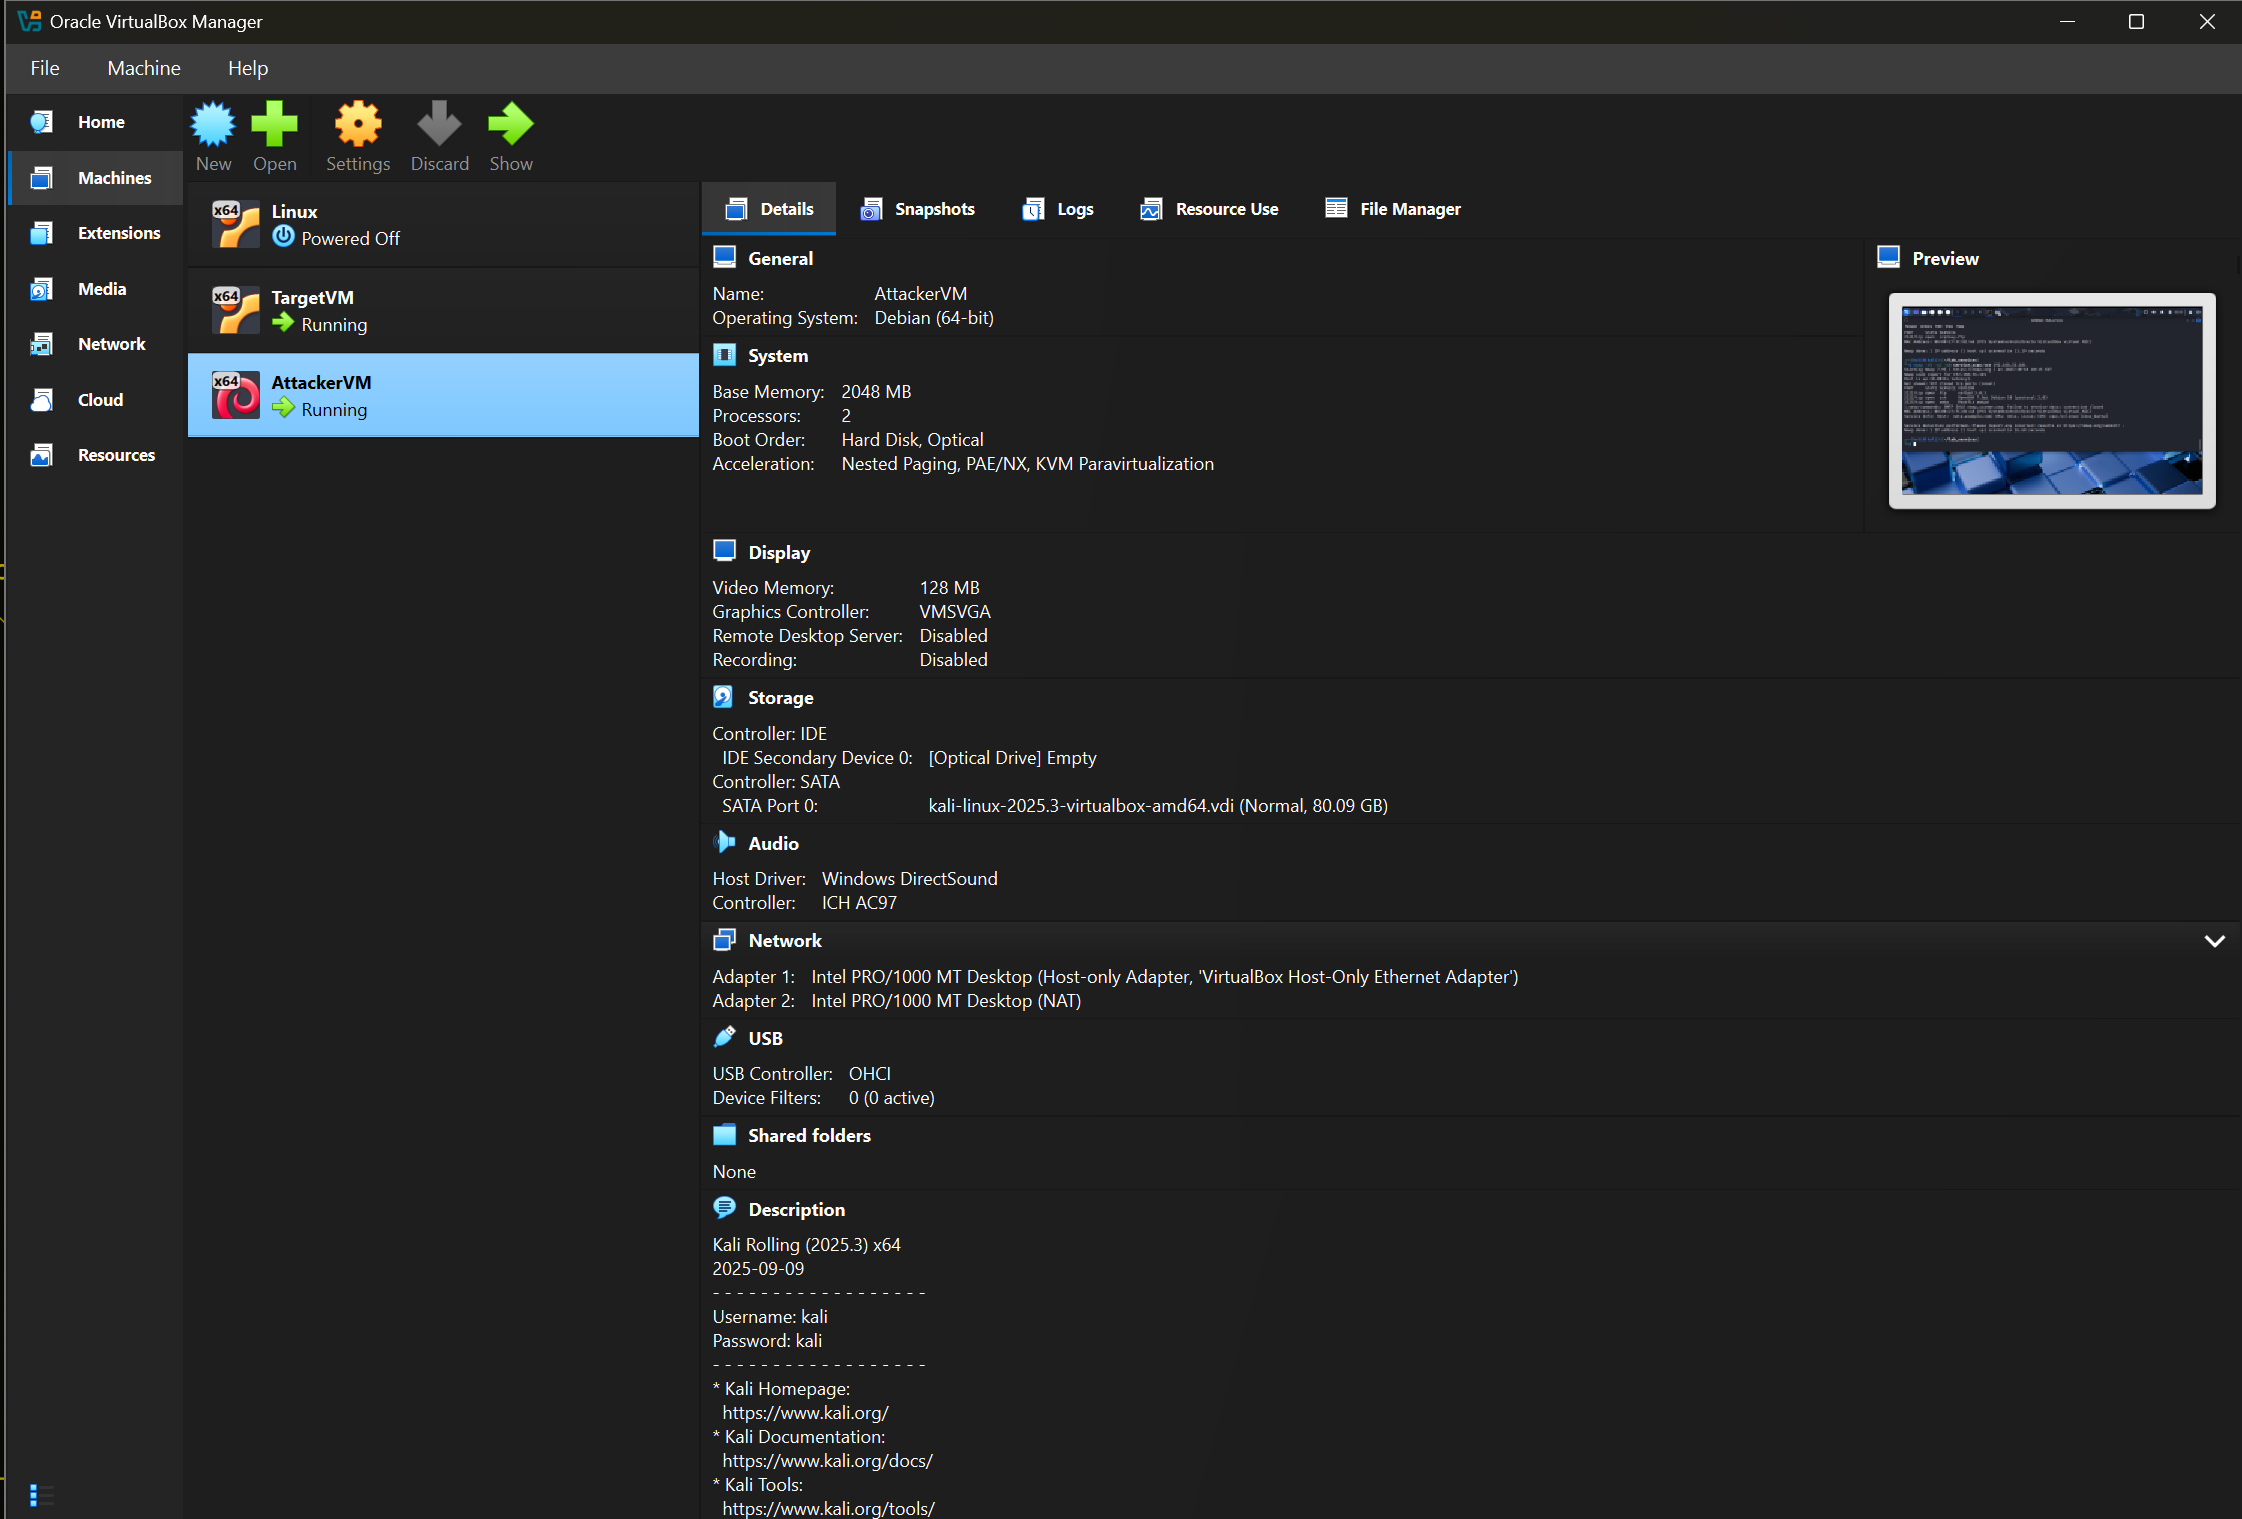 Oracle VirtualBox Manager
File Machine Help
Home
Machines
Extensions
Media
Network
Cloud
Resources
New Open Settings Discard Show
x64 Linux
Powered Off
x64 TargetVM
Running
x64 AttackerVM
Running
Details Snapshots Logs Resource Use File Manager
General
Name: AttackerVM
Operating System: Debian (64-bit)
Preview
System
Base Memory: 2048 MB
Processors: 2
Boot Order: Hard Disk, Optical
Acceleration: Nested Paging, PAE/NX, KVM Paravirtualization
Display
Video Memory: 128 MB
Graphics Controller: VMSVGA
Remote Desktop Server: Disabled
Recording: Disabled
Storage
Controller: IDE
IDE Secondary Device 0: [Optical Drive] Empty
Controller: SATA
SATA Port 0: kali-linux-2025.3-virtualbox-amd64.vdi (Normal, 80.09 GB)
Audio
Host Driver: Windows DirectSound
Controller: ICH AC97
Network
Adapter 1: Intel PRO/1000 MT Desktop (Host-only Adapter, 'VirtualBox Host-Only Ethernet Adapter')
Adapter 2: Intel PRO/1000 MT Desktop (NAT)
USB
USB Controller: OHCI
Device Filters: 0 (0 active)
Shared folders
None
Description
Kali Rolling (2025.3) x64
2025-09-09
- - - - - - - - - - - - - - - - - -
Username: kali
Password: kali
- - - - - - - - - - - - - - - - - -
* Kali Homepage:
https://www.kali.org/
* Kali Documentation:
https://www.kali.org/docs/
* Kali Tools:
https://www.kali.org/tools/